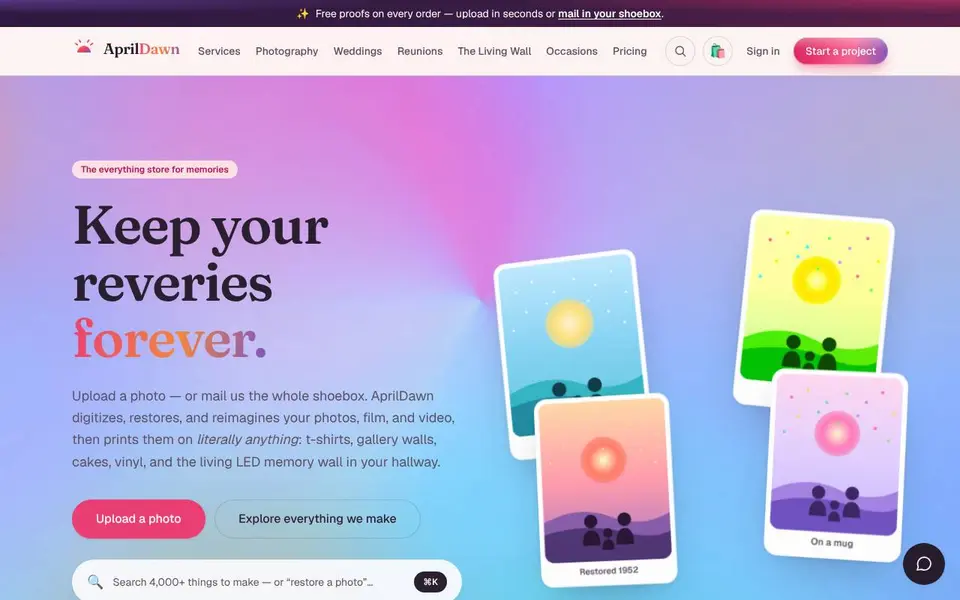 ✨ Free proofs on every order — upload in seconds or mail in your shoebox.
AprilDawn
Services
Photography
Weddings
Reunions
The Living Wall
Occasions
Pricing
Sign in
Start a project
The everything store for memories
Keep your
reveries
forever.
Upload a photo — or mail us the whole shoebox. AprilDawn
digitizes, restores, and reimagines your photos, film, and video,
then prints them on literally anything: t-shirts, gallery walls,
cakes, vinyl, and the living LED memory wall in your hallway.
Upload a photo
Explore everything we make
Search 4,000+ things to make — or “restore a photo”…
⌘K
Restored 1952
On a mug